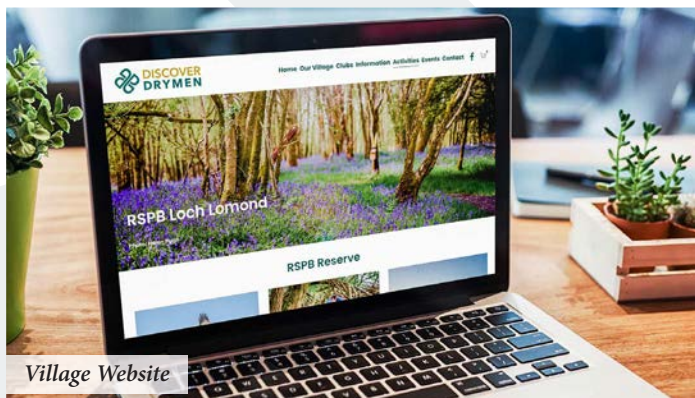 DISCOVER
DRYMEN
Home Our Village Clubs Information Activities Events Contact f
RSPB Loch Lomond
RSPB Reserve
Village Website